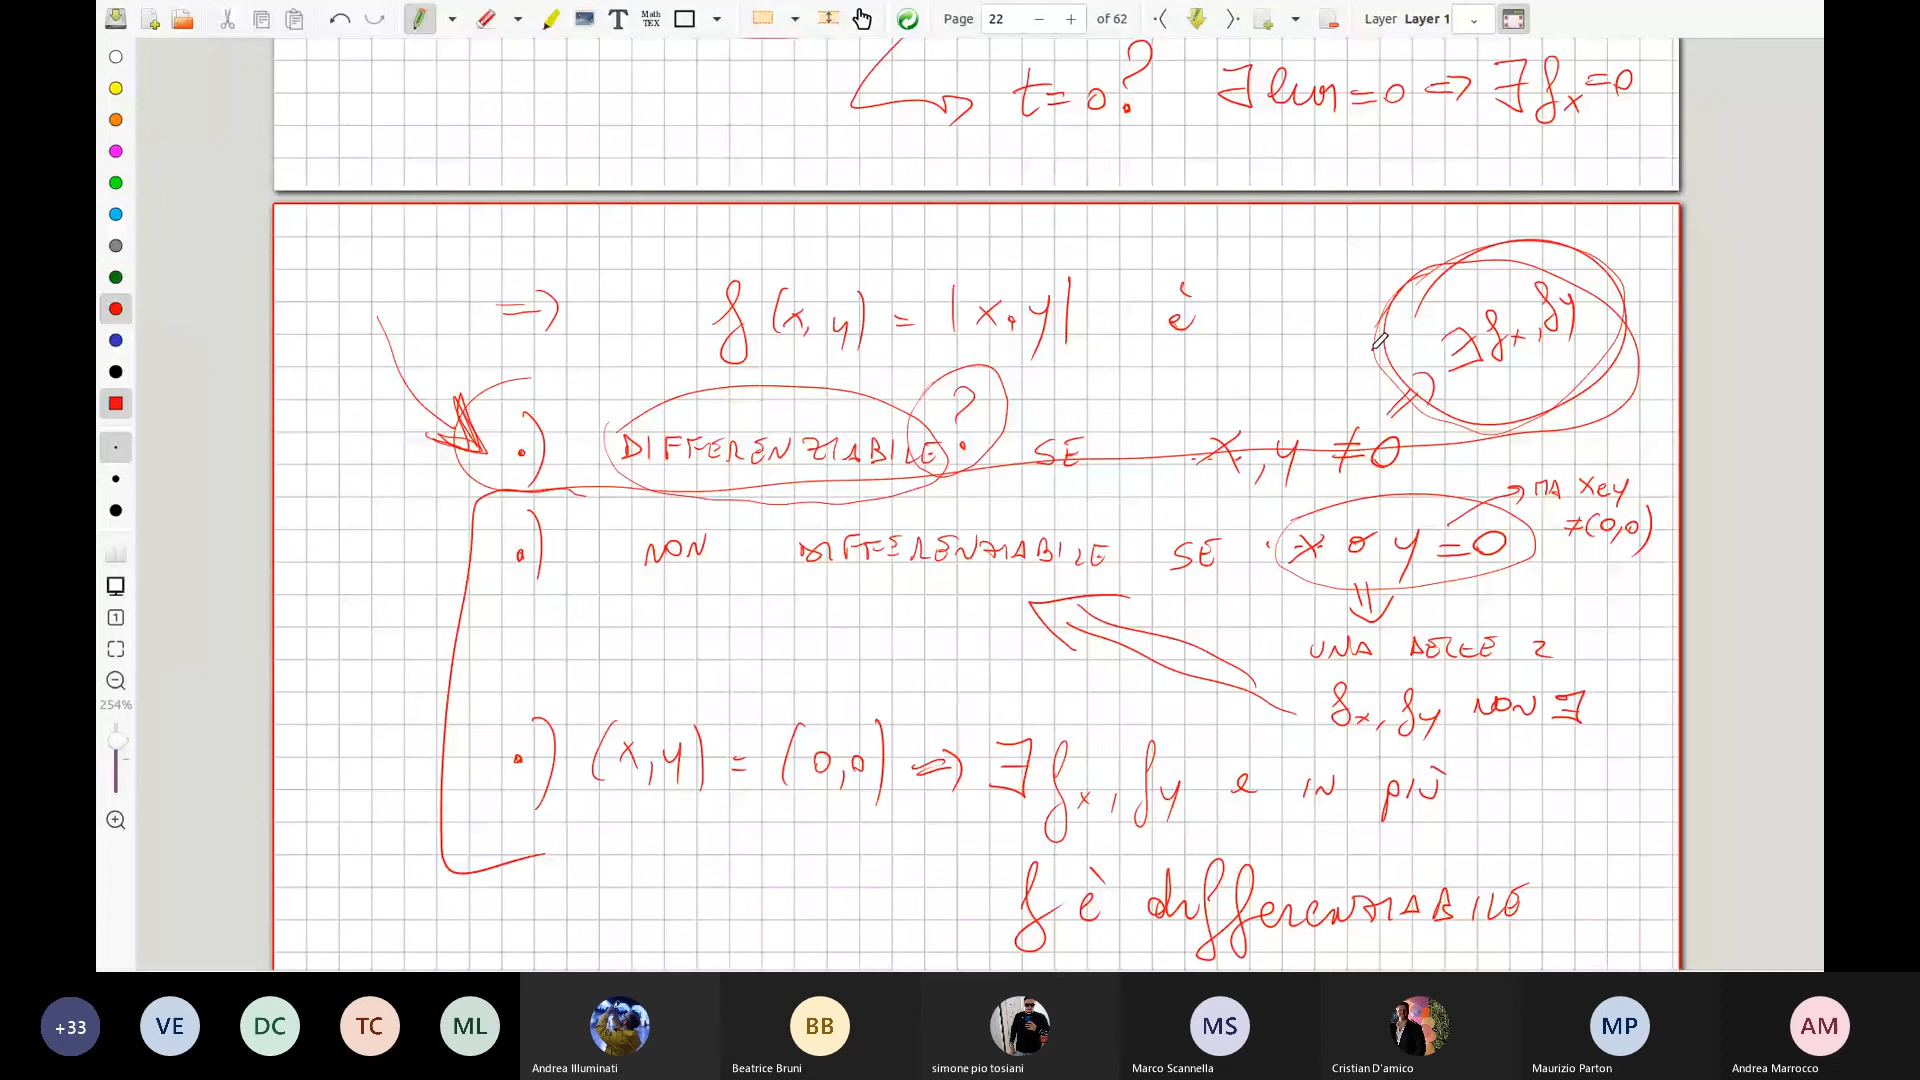 Page 22 of 62 Layer Layer 1
t=0? ∃ lim=0 => ∃ fx=0
=> f(x,y) = |x·y| è ∃ fx, fy
•) DIFFERENZIABILE? SE x,y ≠0
•) NON DIFFERENZIABILE SE x o y =0 MA x e y ≠(0,0)
UNA DELLE 2
fx, fy NON ∃
•) (x,y) = (0,0) => ∃ fx, fy e IN più
f è differenziABILE
254%
+33 VE DC TC ML BB MS MP AM
Andrea Illuminati Beatrice Bruni simone pio tosiani Marco Scannella Cristian D'amico Maurizio Parton Andrea Marrocco